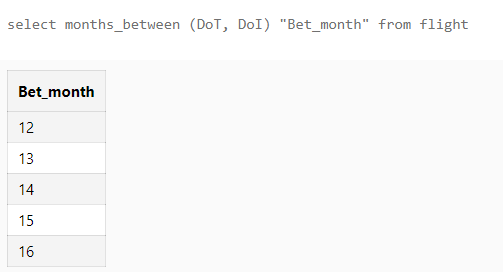 select months_between (DoT, DoI) "Bet_month" from flight
Bet_month
12
13
14
15
16